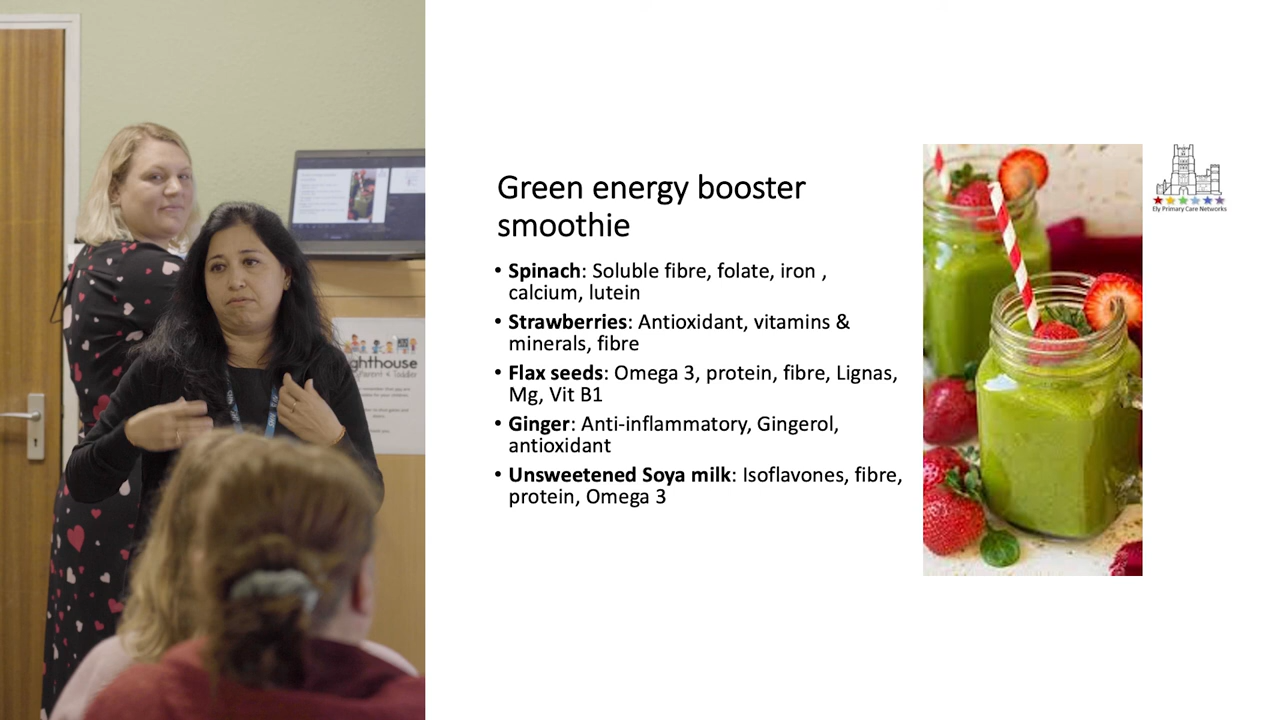 Green energy booster
smoothie
• Spinach: Soluble fibre, folate, iron ,
calcium, lutein
• Strawberries: Antioxidant, vitamins &
minerals, fibre
• Flax seeds: Omega 3, protein, fibre, Lignas,
Mg, Vit B1
• Ginger: Anti-inflammatory, Gingerol,
antioxidant
• Unsweetened Soya milk: Isoflavones, fibre,
protein, Omega 3
Ely Primary Care Networks
ghthouse